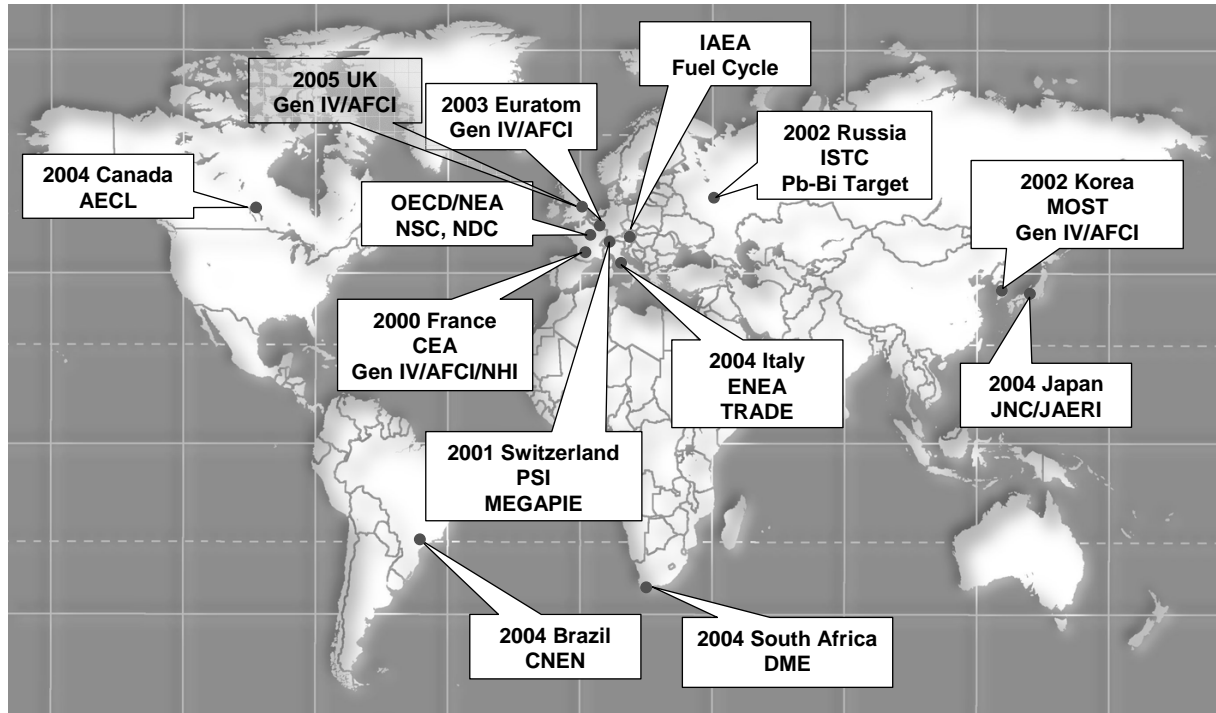 IAEA
Fuel Cycle
2005 UK
Gen IV/AFCI
2003 Euratom
Gen IV/AFCI
2002 Russia
ISTC
Pb-Bi Target
2004 Canada
AECL
OECD/NEA
NSC, NDC
2002 Korea
MOST
Gen IV/AFCI
2000 France
CEA
Gen IV/AFCI/NHI
2004 Italy
ENEA
TRADE
2004 Japan
JNC/JAERI
2001 Switzerland
PSI
MEGAPIE
2004 Brazil
CNEN
2004 South Africa
DME